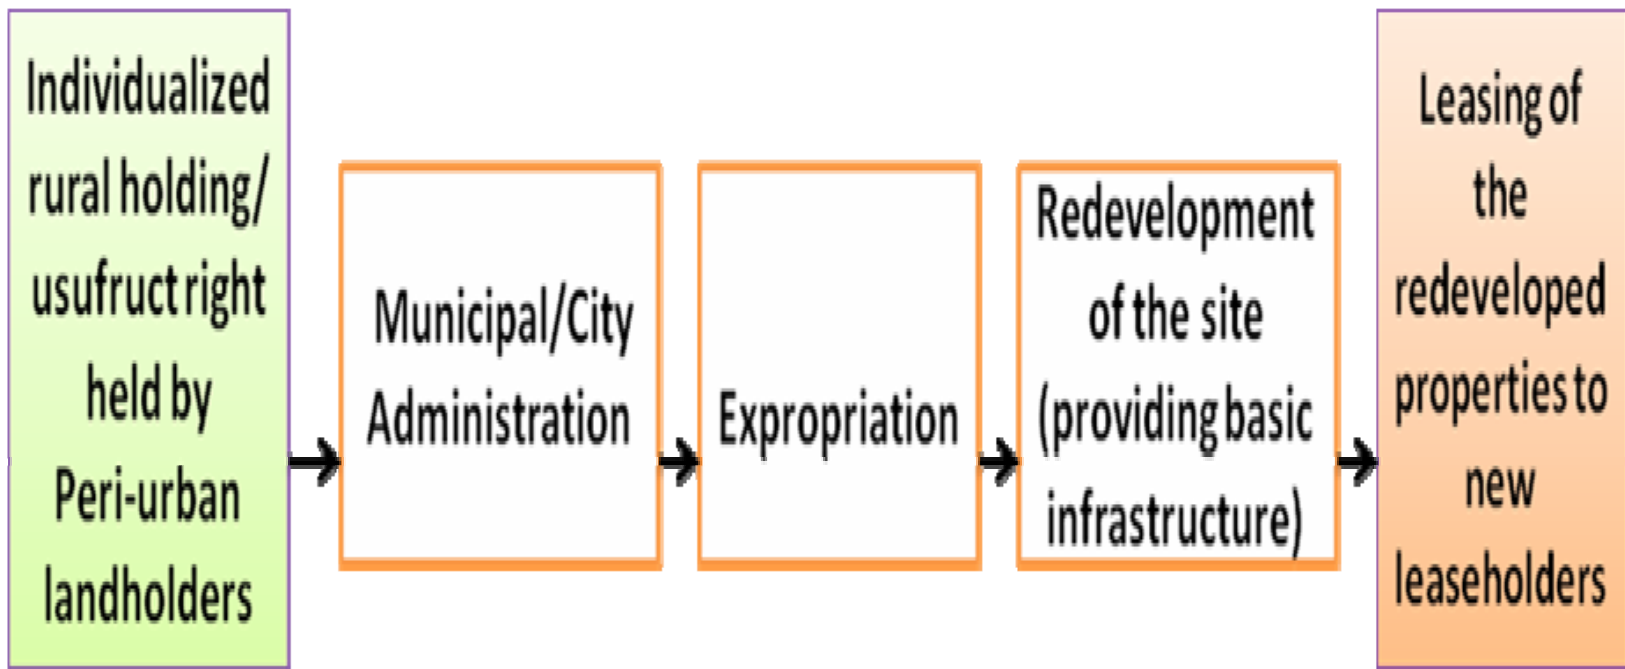 Individualized
rural holding/
usufruct right
held by
Peri-urban
landholders
Municipal/City
Administration
Expropriation
Redevelopment
of the site
(providing basic
infrastructure)
Leasing of
the
redeveloped
properties to
new
leaseholders